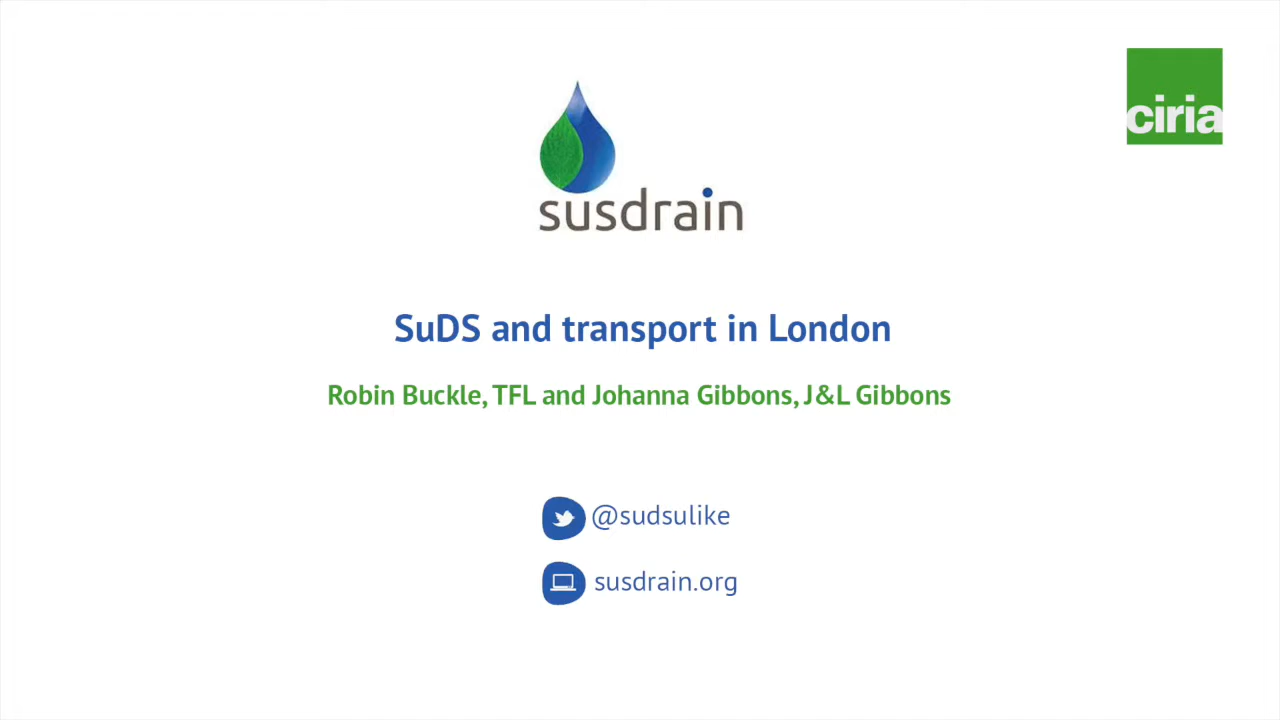 ciria
susdrain
SuDS and transport in London
Robin Buckle, TFL and Johanna Gibbons, J&L Gibbons
@sudsulike
susdrain.org